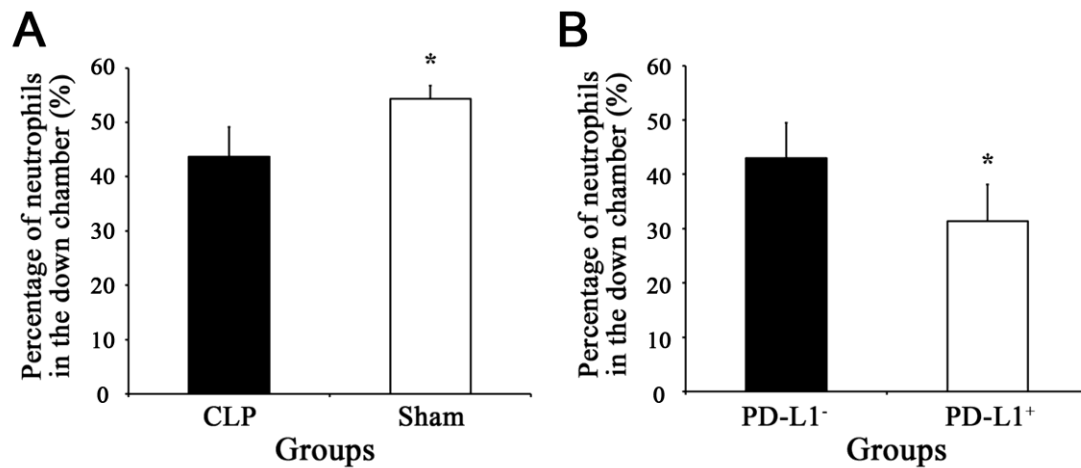 A
Percentage of neutrophils
in the down chamber (%)
60
50
40
30
20
10
0
*
CLP Sham
Groups
B
Percentage of neutrophils
in the down chamber (%)
60
50
40
30
20
10
0
*
PD-L1⁻ PD-L1⁺
Groups